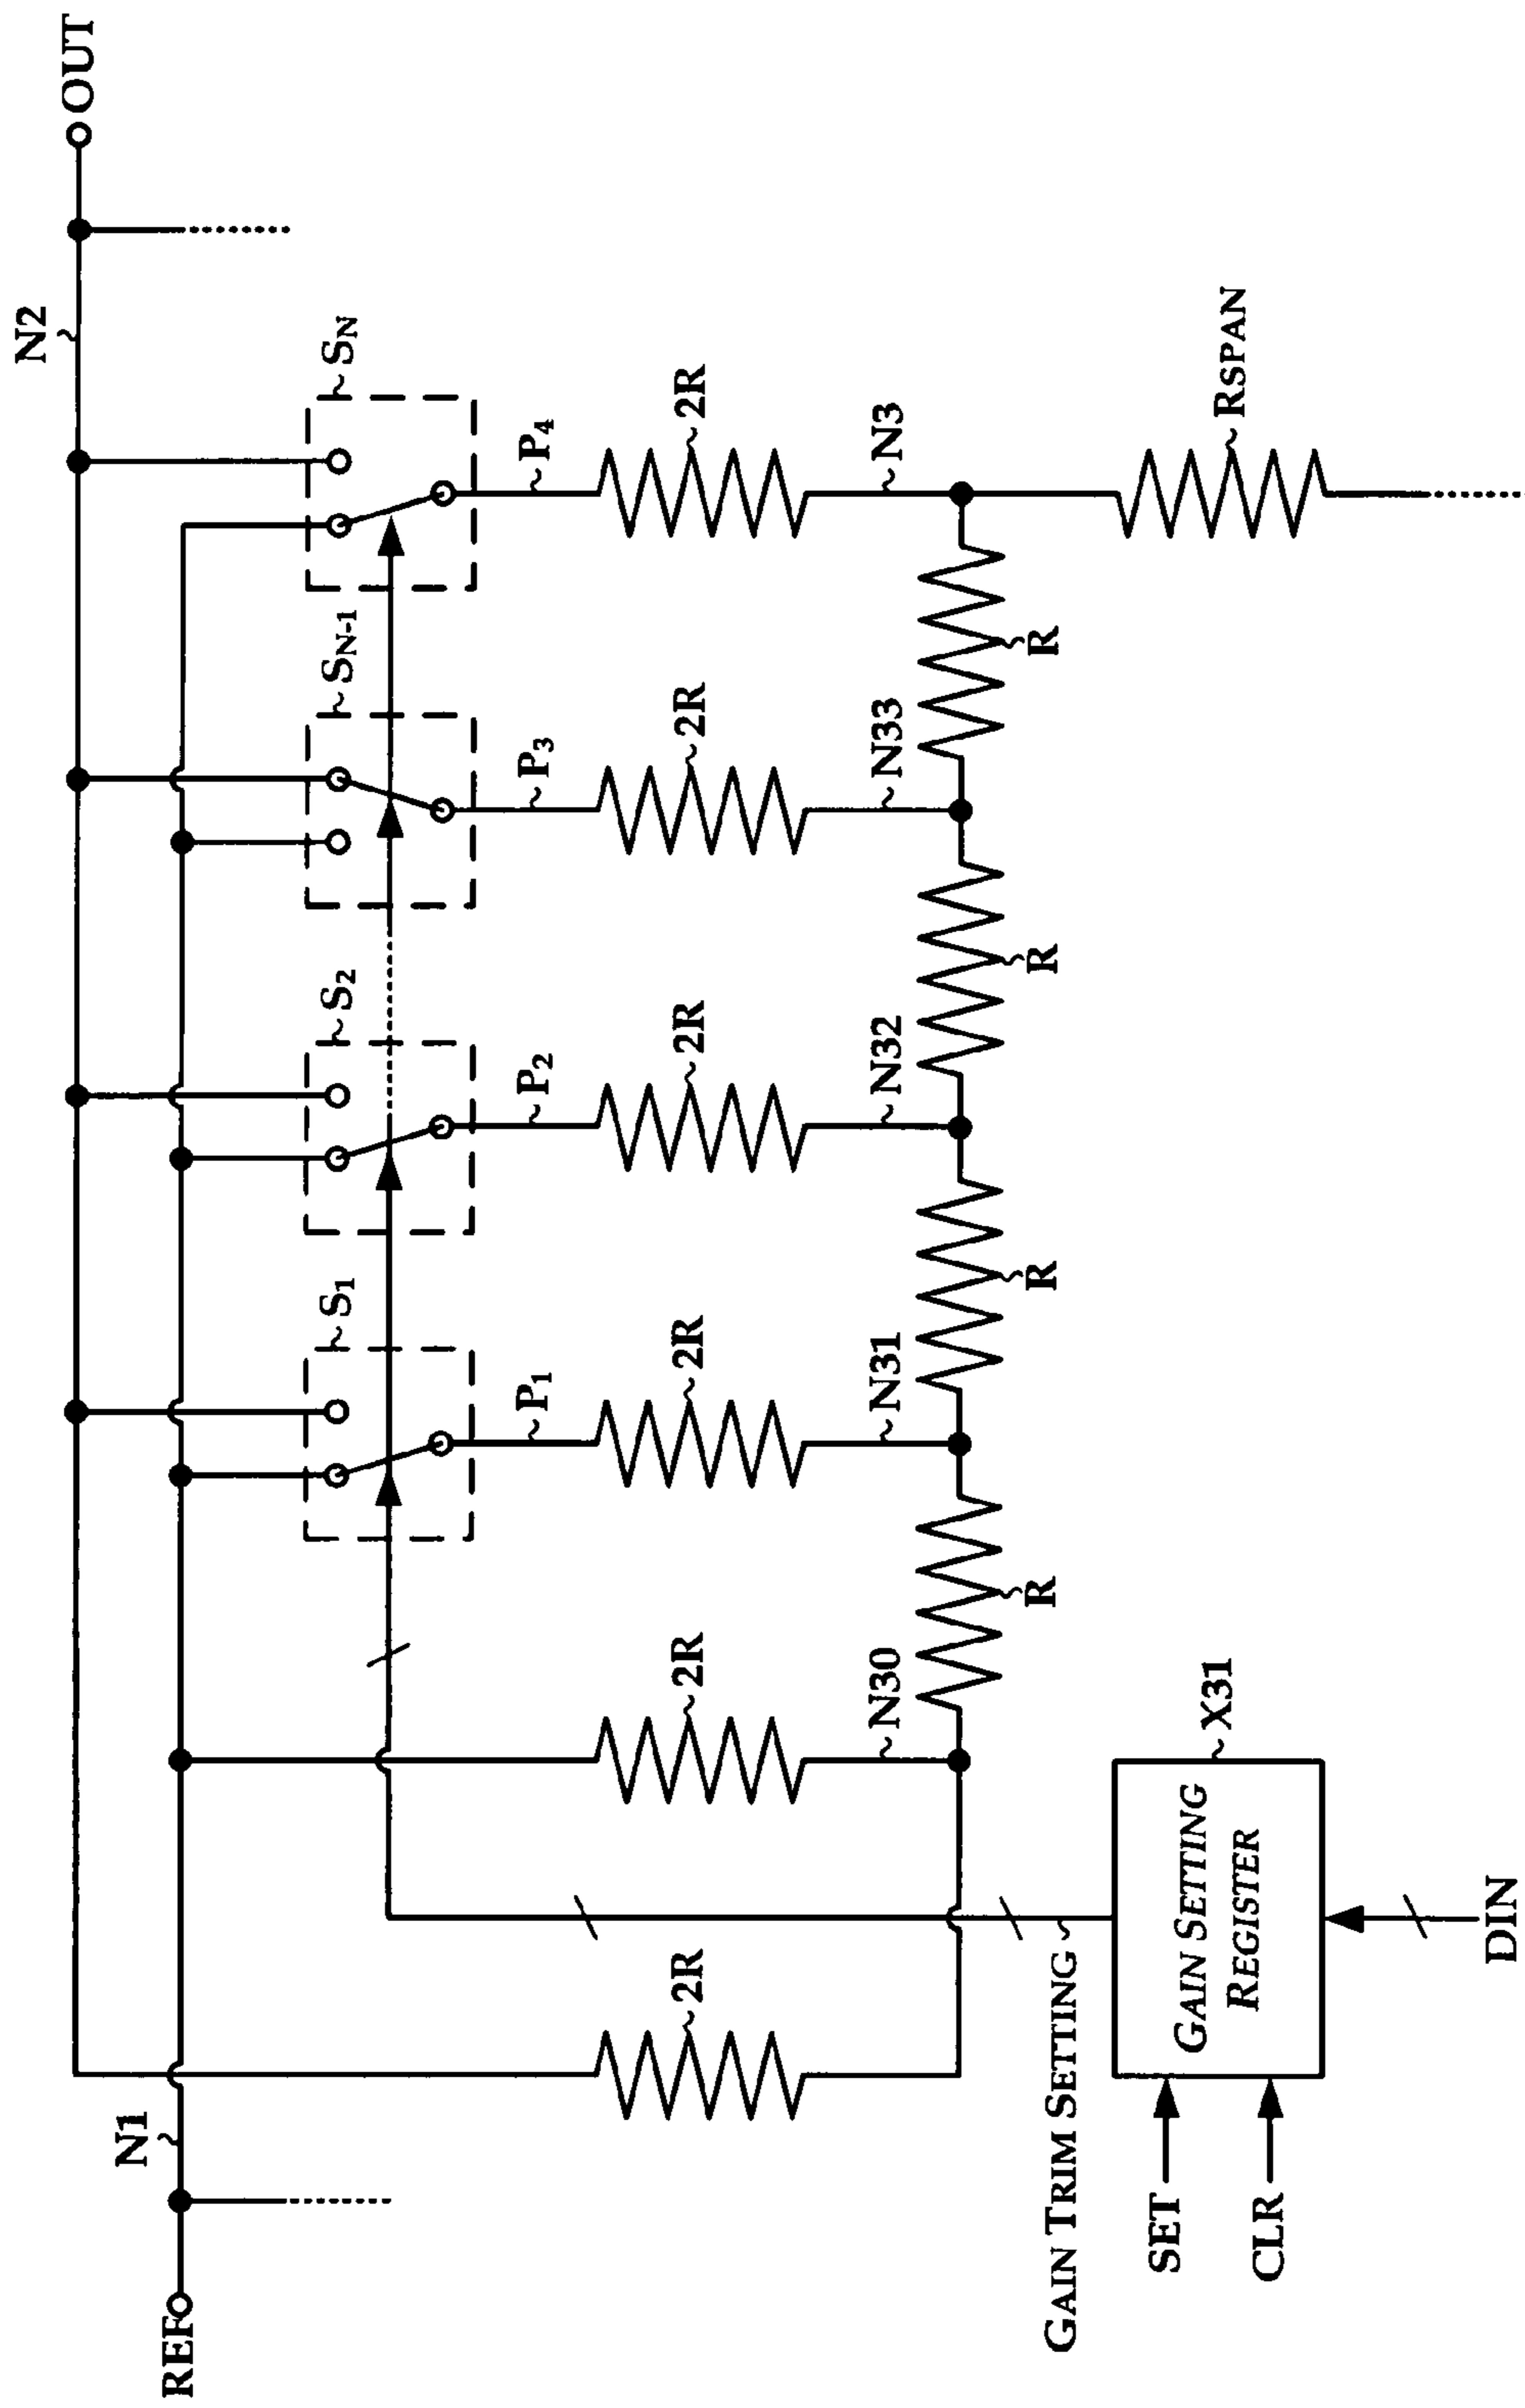 N2
OUT
REF
N1
S1
S2
SN-1
SN
P1
P2
P3
P4
2R
2R
2R
2R
2R
2R
N30
N31
N32
N33
N3
R
R
R
R
RSPAN
GAIN TRIM SETTING
X31
SET
CLR
GAIN SETTING
REGISTER
DIN